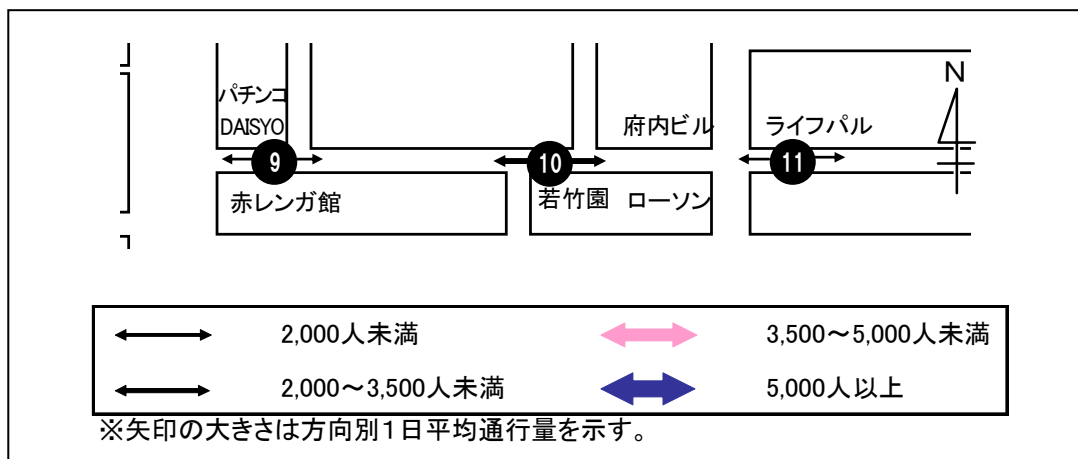 N
パチンコ
DAISYO
府内ビル
ライフパル
9
10
11
赤レンガ館
若竹園
ローソン
2,000人未満
3,500～5,000人未満
2,000～3,500人未満
5,000人以上
※矢印の大きさは方向別1日平均通行量を示す。